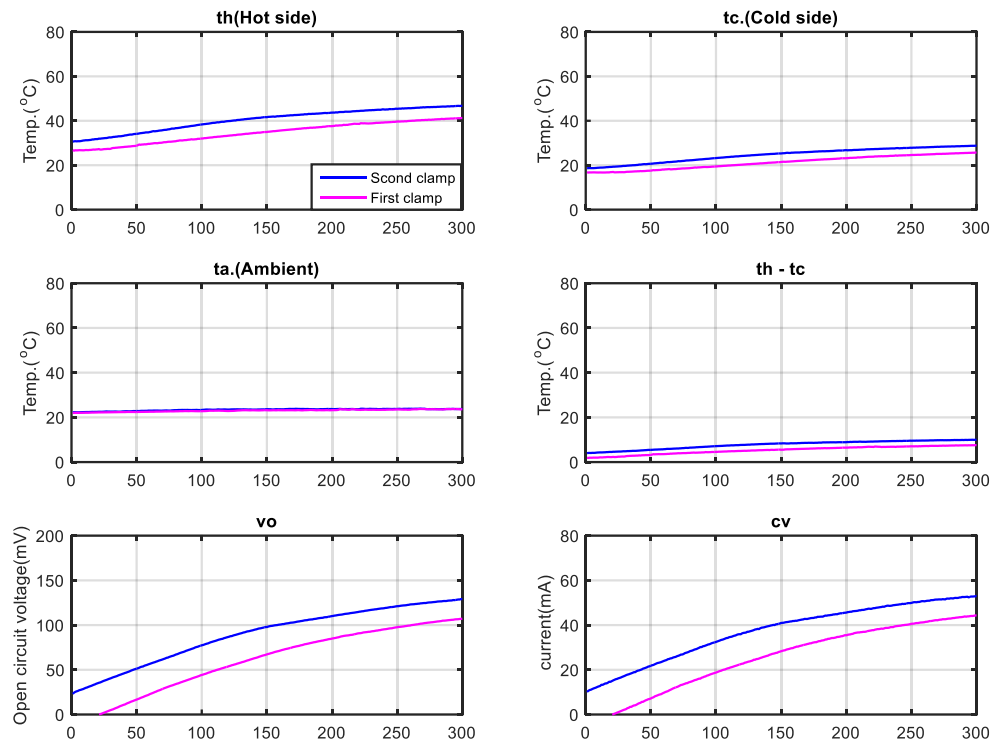 th(Hot side)
Temp.(°C)
80
60
40
20
0
Scond clamp
First clamp
0 50 100 150 200 250 300
tc.(Cold side)
Temp.(°C)
80
60
40
20
0
0 50 100 150 200 250 300
ta.(Ambient)
Temp.(°C)
80
60
40
20
0
0 50 100 150 200 250 300
th - tc
Temp.(°C)
80
60
40
20
0
0 50 100 150 200 250 300
vo
Open circuit voltage(mV)
200
150
100
50
0
0 50 100 150 200 250 300
cv
current(mA)
80
60
40
20
0
0 50 100 150 200 250 300